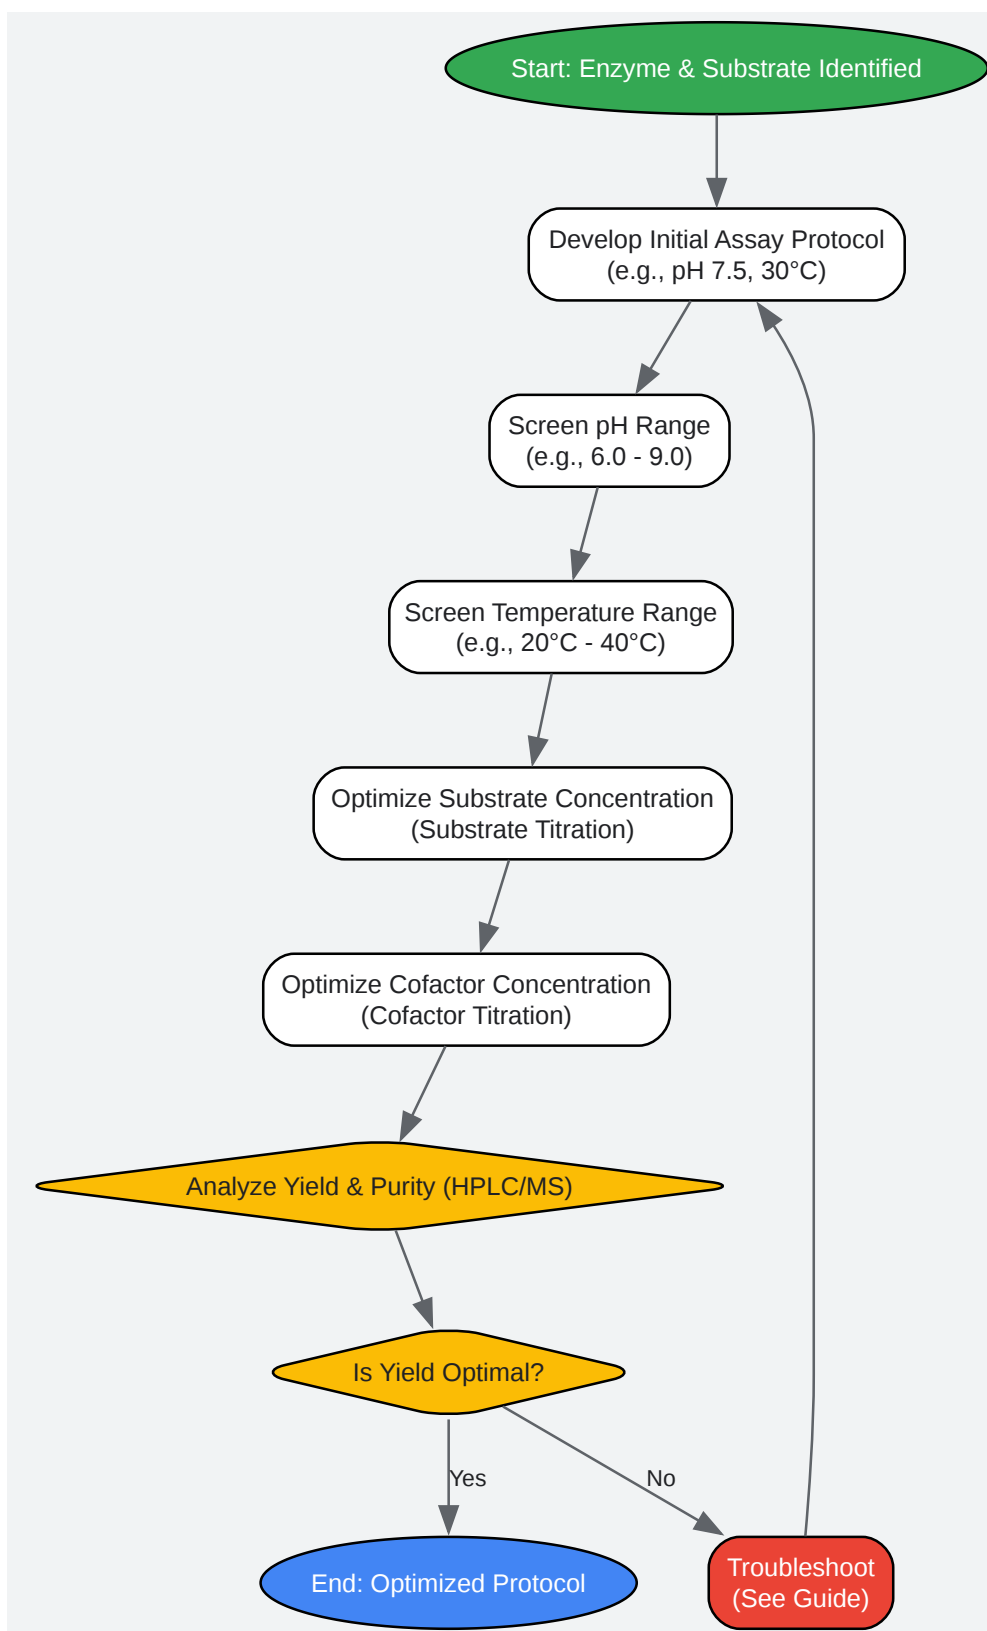 Start: Enzyme & Substrate Identified
Develop Initial Assay Protocol
(e.g., pH 7.5, 30°C)
Screen pH Range
(e.g., 6.0 - 9.0)
Screen Temperature Range
(e.g., 20°C - 40°C)
Optimize Substrate Concentration
(Substrate Titration)
Optimize Cofactor Concentration
(Cofactor Titration)
Analyze Yield & Purity (HPLC/MS)
Is Yield Optimal?
Yes
No
End: Optimized Protocol
Troubleshoot
(See Guide)